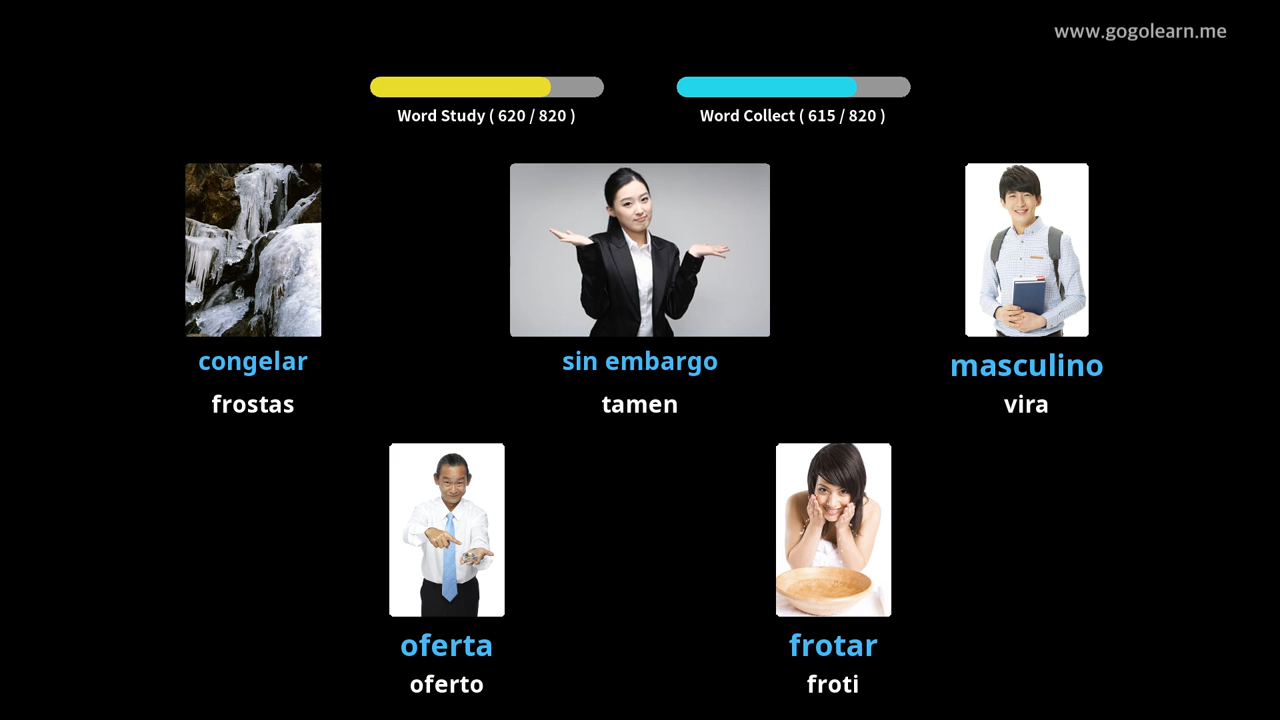 www.gogolearn.me
Word Study ( 620 / 820 )
Word Collect ( 615 / 820 )
congelar
frostas
sin embargo
tamen
masculino
vira
oferta
oferto
frotar
froti